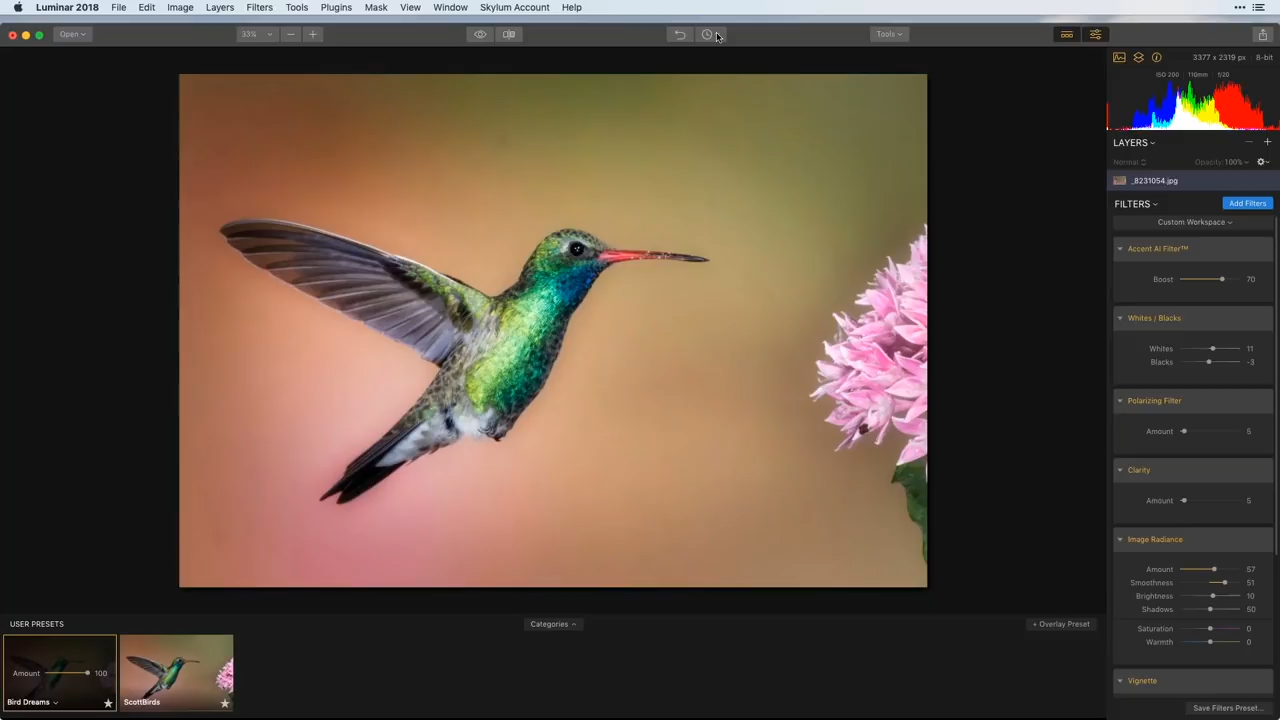 Luminar 2018 File Edit Image Layers Filters Tools Plugins Mask View Window Skylum Account Help
Open 33% Tools
3377 x 2319 px 8-bit
ISO 200 110mm f/20
LAYERS
Normal Opacity: 100%
_8231054.jpg
FILTERS Add Filters
Custom Workspace
Accent AI Filter™
Boost 70
Whites / Blacks
Whites 11
Blacks -3
Polarizing Filter
Amount 5
Clarity
Amount 5
Image Radiance
Amount 57
Smoothness 51
Brightness 10
Shadows 50
Saturation 0
Warmth 0
Vignette
Save Filters Preset...
USER PRESETS Categories + Overlay Preset
Amount 100
Bird Dreams ScottBirds